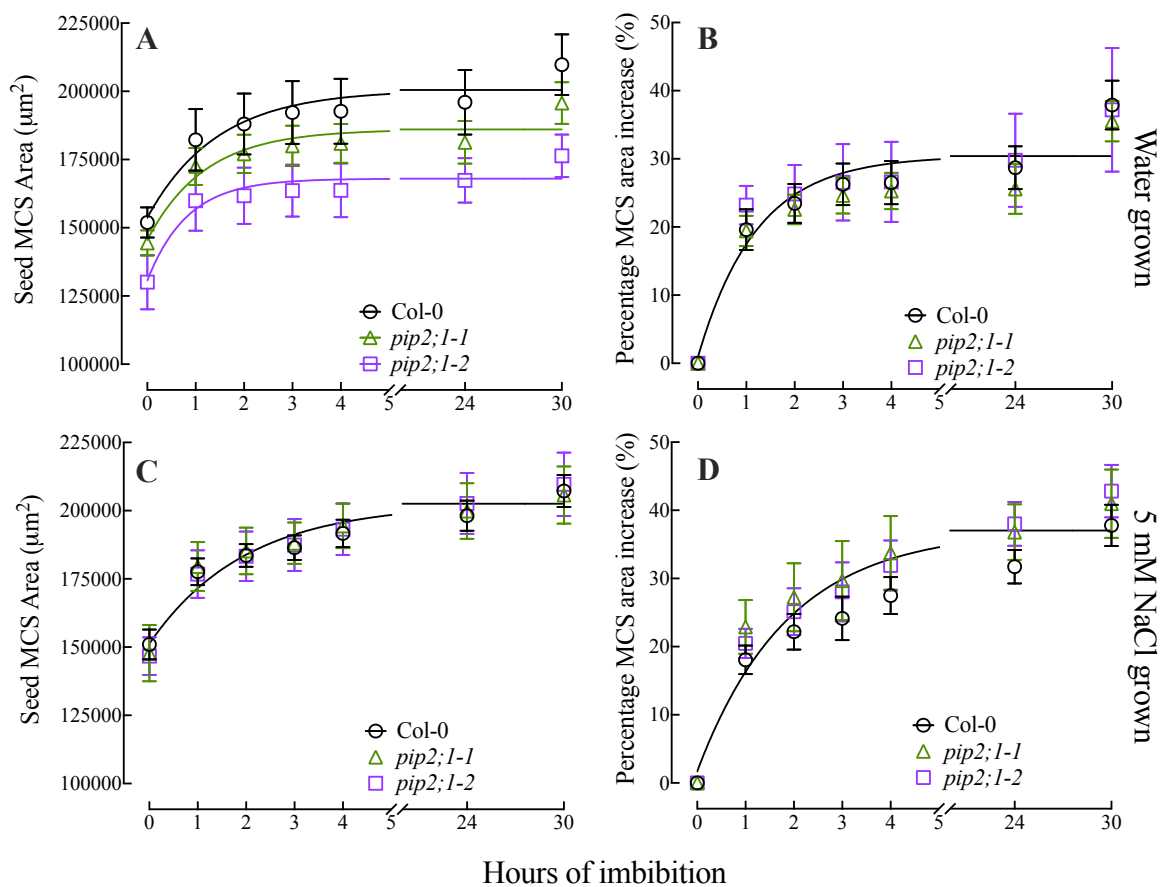 A
Seed MCS Area (µm²)
225000
200000
175000
150000
125000
100000
Col-0
pip2;1-1
pip2;1-2
0 1 2 3 4 5 24 30
B
Percentage MCS area increase (%)
50
40
30
20
10
0
Col-0
pip2;1-1
pip2;1-2
0 1 2 3 4 5 24 30
Water grown
C
Seed MCS Area (µm²)
225000
200000
175000
150000
125000
100000
Col-0
pip2;1-1
pip2;1-2
0 1 2 3 4 5 24 30
D
Percentage MCS area increase (%)
50
40
30
20
10
0
Col-0
pip2;1-1
pip2;1-2
0 1 2 3 4 5 24 30
5 mM NaCl grown
Hours of imbibition